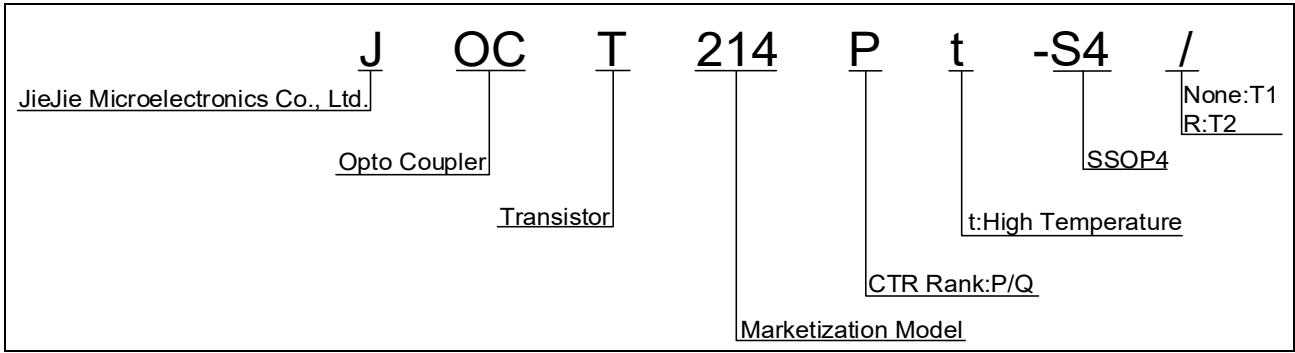 J OC T 214 P t -S4 /
JieJie Microelectronics Co., Ltd.
None:T1
R:T2
Opto Coupler
SSOP4
Transistor
t:High Temperature
CTR Rank:P/Q
Marketization Model